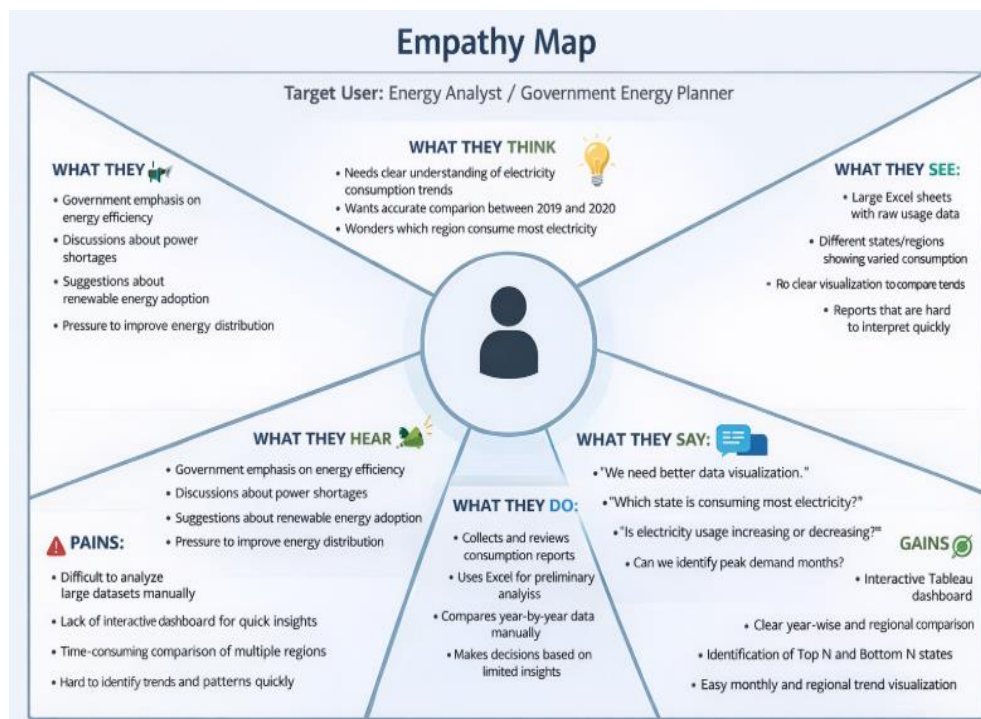 Empathy Map
Target User: Energy Analyst / Government Energy Planner
WHAT THEY
• Government emphasis on
energy efficiency
• Discussions about power
shortages
• Suggestions about
renewable energy adoption
• Pressure to improve energy distribution
WHAT THEY THINK
• Needs clear understanding of electricity
consumption trends
• Wants accurate comparion between 2019 and 2020
• Wonders which region consume most electricity
WHAT THEY SEE:
• Large Excel sheets
with raw usage data
• Different states/regions
showing varied consumption
• Ro clear visualization to compare tends
• Reports that are hard
to interpret quickly
WHAT THEY HEAR
• Government emphasis on energy efficiency
• Discussions about power shortages
• Suggestions about renewable energy adoption
• Pressure to improve energy distribution
WHAT THEY SAY:
• "We need better data visualization."
• "Which state is consuming most electricity?"
• "Is electricity usage increasing or decreasing?"
• Can we identify peak demand months?
WHAT THEY DO:
• Collects and reviews
consumption reports
• Uses Excel for preliminary
analyiss
• Compares year-by-year data
manually
• Makes decisions based on
limited insights
PAINS:
• Difficult to analyze
large datasets manually
• Lack of interactive dashboard for quick insights
• Time-consuming comparison of multiple regions
• Hard to identify trends and patterns quickly
GAINS
• Interactive Tableau
dashboard
• Clear year-wise and regional comparison
• Identification of Top N and Bottom N states
• Easy monthly and regional trend visualization